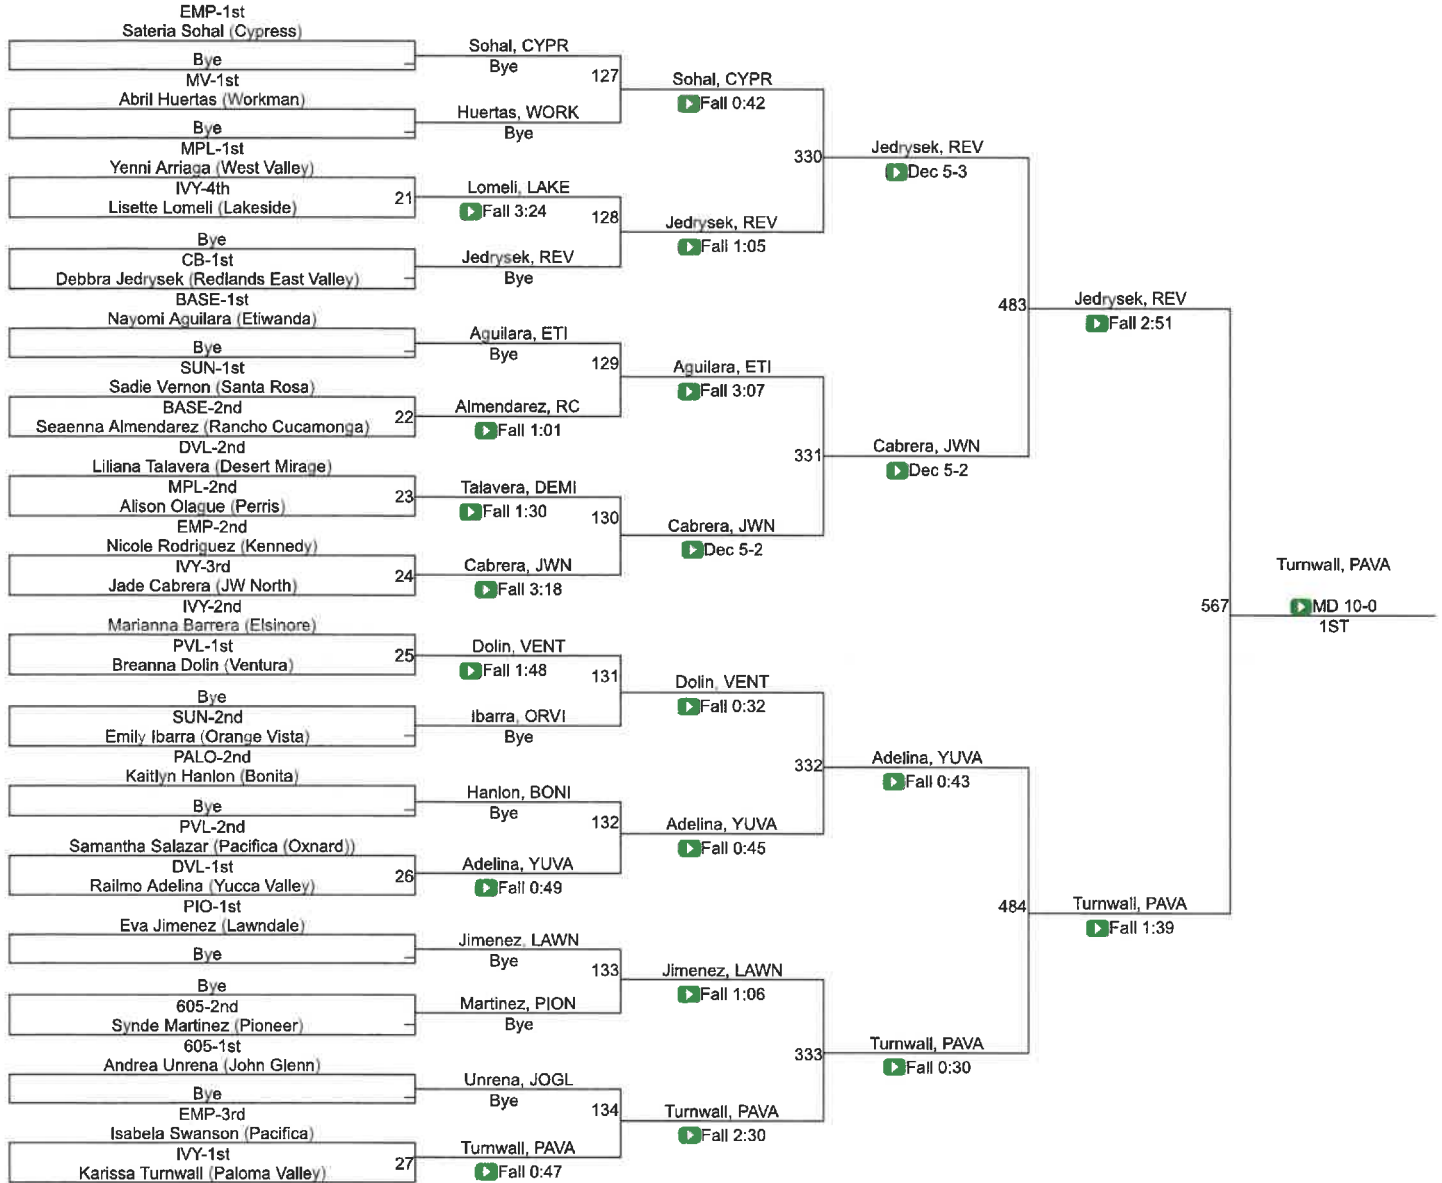 EMP-1st
Sateria Sohal (Cypress)
Bye
MV-1st
Abril Huertas (Workman)
Bye
MPL-1st
Yenni Arriaga (West Valley)
IVY-4th
21
Lisette Lomeli (Lakeside)
Bye
CB-1st
Debbra Jedrysek (Redlands East Valley)
BASE-1st
Nayomi Aguilara (Etiwanda)
Bye
SUN-1st
Sadie Vernon (Santa Rosa)
BASE-2nd
22
Seaenna Almendarez (Rancho Cucamonga)
DVL-2nd
Liliana Talavera (Desert Mirage)
MPL-2nd
23
Alison Olague (Perris)
EMP-2nd
Nicole Rodriguez (Kennedy)
IVY-3rd
24
Jade Cabrera (JW North)
IVY-2nd
Marianna Barrera (Elsinore)
PVL-1st
25
Breanna Dolin (Ventura)
Bye
SUN-2nd
Emily Ibarra (Orange Vista)
PALO-2nd
Kaitlyn Hanlon (Bonita)
Bye
PVL-2nd
Samantha Salazar (Pacifica (Oxnard))
DVL-1st
26
Railmo Adelina (Yucca Valley)
PIO-1st
Eva Jimenez (Lawndale)
Bye
Bye
605-2nd
Synde Martinez (Pioneer)
605-1st
Andrea Unrena (John Glenn)
Bye
EMP-3rd
Isabela Swanson (Pacifica)
IVY-1st
27
Karissa Turnwall (Paloma Valley)
Sohal, CYPR
Bye
127
Huertas, WORK
Bye
Lomeli, LAKE
Fall 3:24
128
Jedrysek, REV
Bye
Aguilara, ETI
Bye
129
Almendarez, RC
Fall 1:01
Talavera, DEMI
Fall 1:30
130
Cabrera, JWN
Fall 3:18
Dolin, VENT
Fall 1:48
131
Ibarra, ORVI
Bye
Hanlon, BONI
Bye
132
Adelina, YUVA
Fall 0:49
Jimenez, LAWN
Bye
133
Martinez, PION
Bye
Unrena, JOGL
Bye
134
Turnwall, PAVA
Fall 0:47
Sohal, CYPR
Fall 0:42
330
Jedrysek, REV
Fall 1:05
Aguilara, ETI
Fall 3:07
331
Cabrera, JWN
Dec 5-2
Dolin, VENT
Fall 0:32
332
Adelina, YUVA
Fall 0:45
Jimenez, LAWN
Fall 1:06
333
Turnwall, PAVA
Fall 2:30
Jedrysek, REV
Dec 5-3
483
Cabrera, JWN
Dec 5-2
Adelina, YUVA
Fall 0:43
484
Turnwall, PAVA
Fall 0:30
Jedrysek, REV
Fall 2:51
567
Turnwall, PAVA
Fall 1:39
Turnwall, PAVA
MD 10-0
1ST